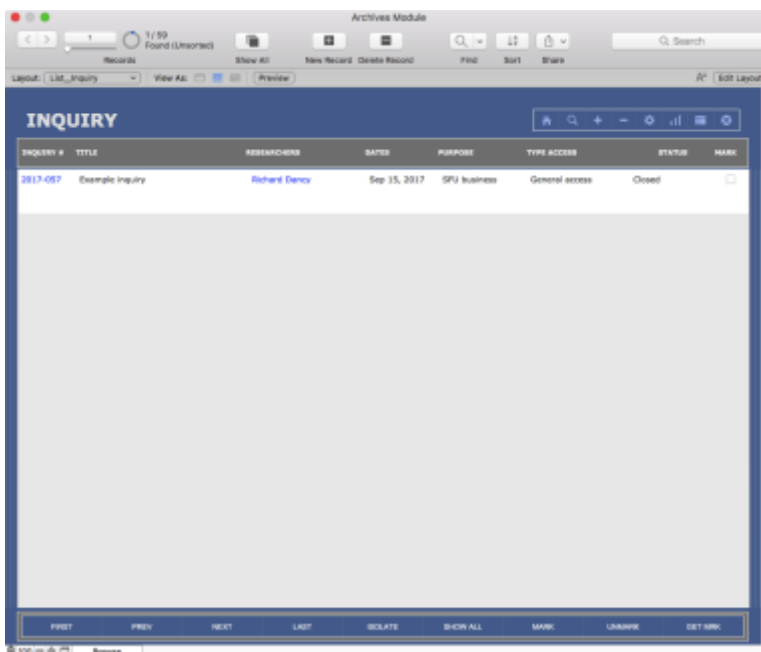 Archives Module
1
1 / 59
Found (Unsorted)
Records
Show All
New Record
Delete Record
Find
Sort
Share
Search
Layout: List_Inquiry
View As:
Preview
Edit Layout
INQUIRY
INQUIRY # TITLE RESEARCHERS DATES PURPOSE TYPE ACCESS STATUS MARK
2017-057 Example inquiry Richard Dancy Sep 15, 2017 SFU business General access Closed
FIRST PREV NEXT LAST ISOLATE SHOW ALL MARK UNMARK GET MRK
100
Browse